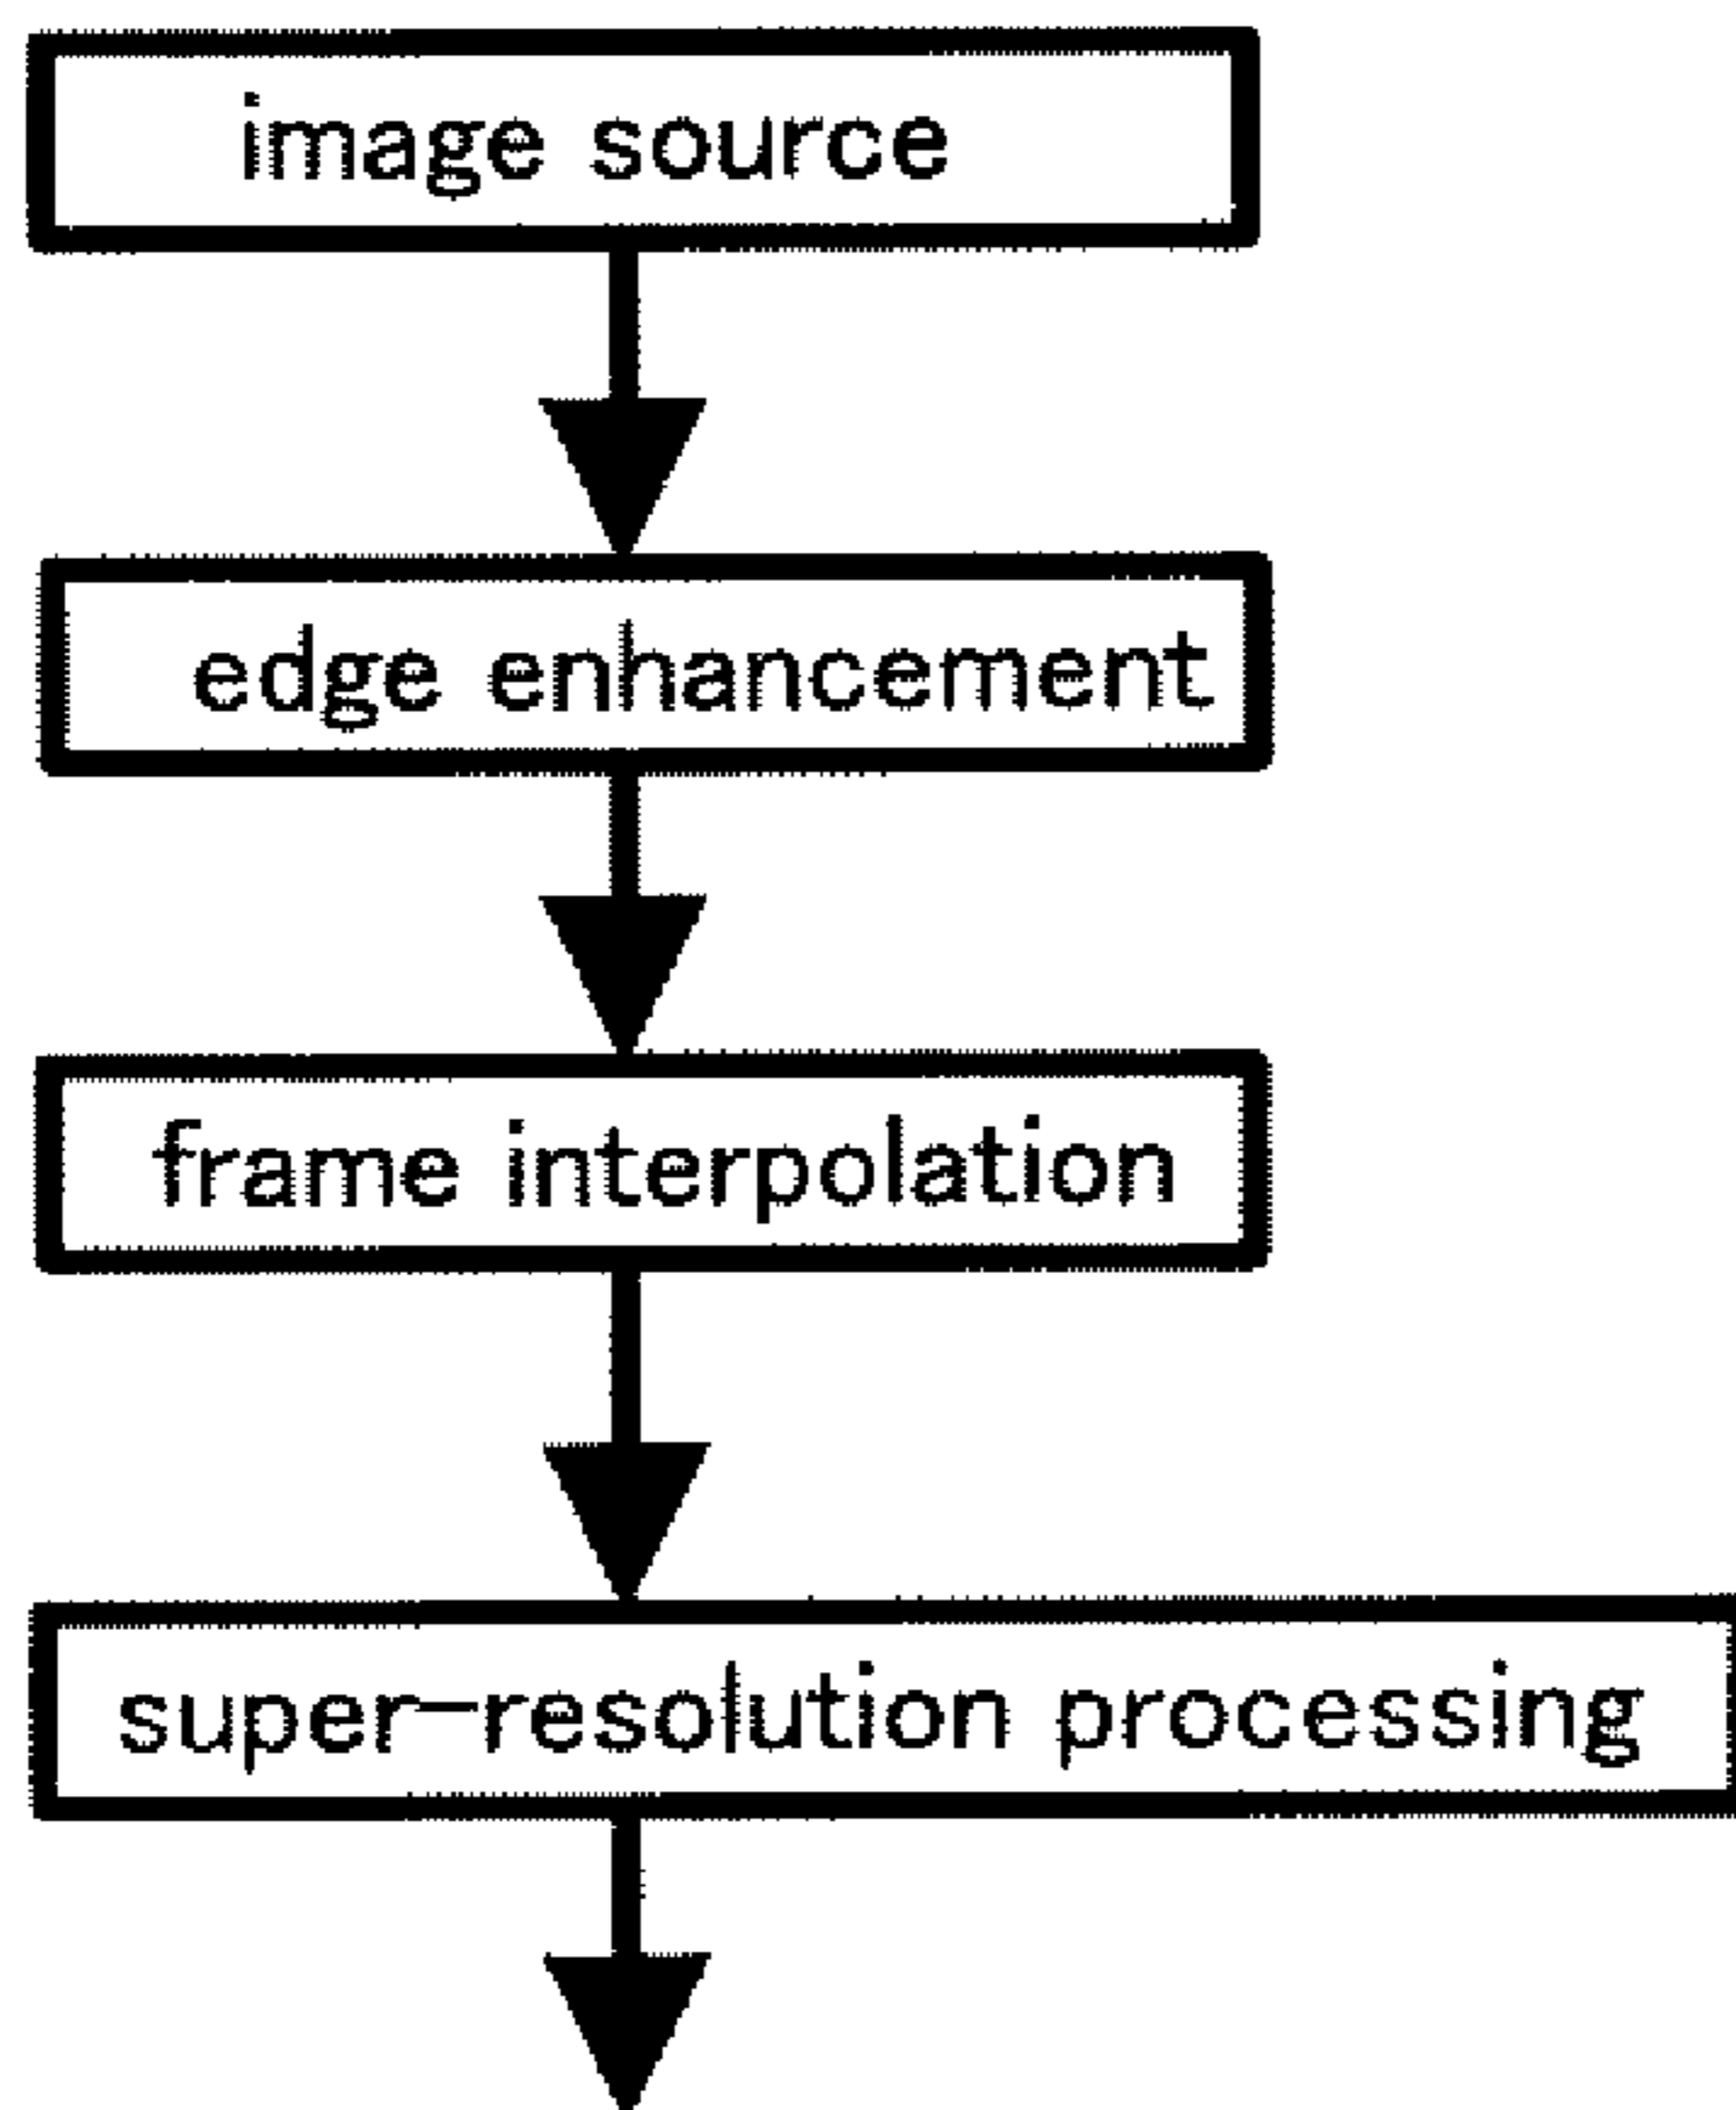 image source
edge enhancement
frame interpolation
super-resolution processing